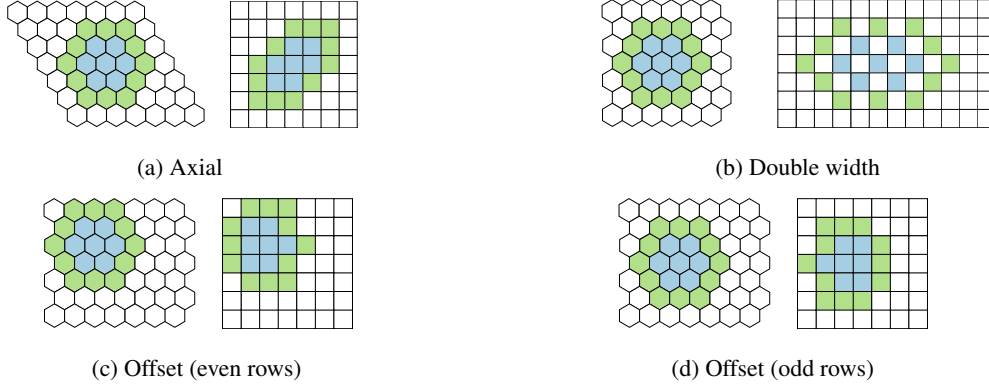 (a) Axial
(b) Double width
(c) Offset (even rows)
(d) Offset (odd rows)